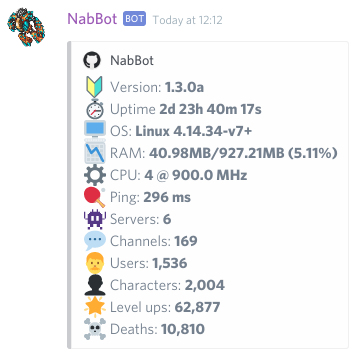 NabBot BOT Today at 12:12
NabBot
Version: 1.3.0a
Uptime 2d 23h 40m 17s
OS: Linux 4.14.34-v7+
RAM: 40.98MB/927.21MB (5.11%)
CPU: 4 @ 900.0 MHz
Ping: 296 ms
Servers: 6
Channels: 169
Users: 1,536
Characters: 2,004
Level ups: 62,877
Deaths: 10,810